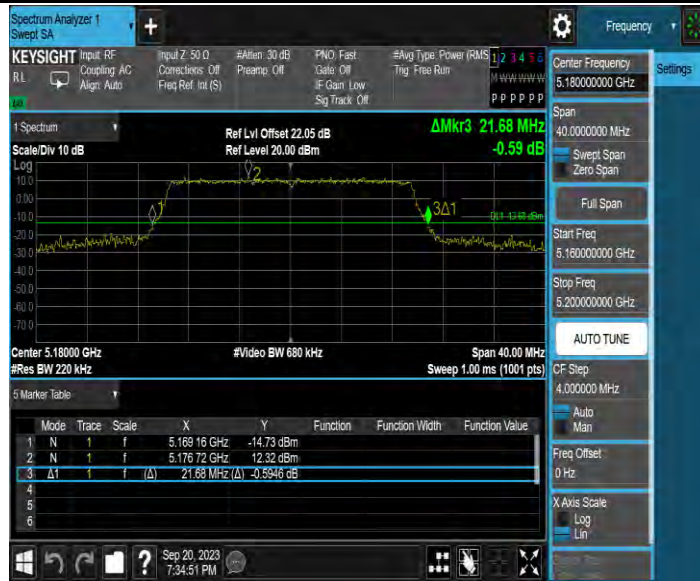 Spectrum Analyzer 1
Swept SA
+
Frequency
KEYSIGHT
Input: RF
Coupling: AC
Align: Auto
Input Z: 50 Ω
Corrections: Off
Freq Ref: Int (S)
#Atten: 30 dB
Preamp: Off
PNO: Fast
Gate: Off
IF Gain: Low
Sig Track: Off
#Avg Type: Power (RMS
Trig: Free Run
1 2 3 4 5 6
M W W W W W
P P P P P P
RL
Center Frequency
5.180000000 GHz
Settings
Span
40.0000000 MHz
Swept Span
Zero Span
Full Span
Start Freq
5.160000000 GHz
Stop Freq
5.200000000 GHz
AUTO TUNE
CF Step
4.000000 MHz
Auto
Man
Freq Offset
0 Hz
X Axis Scale
Log
Lin
1 Spectrum
Scale/Div 10 dB
Ref Lvl Offset 22.05 dB
Ref Level 20.00 dBm
ΔMkr3 21.68 MHz
-0.59 dB
Log
10.0
0.00
-10.0
-20.0
-30.0
-40.0
-50.0
-60.0
-70.0
1
2
3Δ1
Center 5.18000 GHz
#Res BW 220 kHz
#Video BW 680 kHz
Span 40.00 MHz
Sweep 1.00 ms (1001 pts)
5 Marker Table
Mode Trace Scale X Y Function Function Width Function Value
1 N 1 f 5.169 16 GHz -14.73 dBm
2 N 1 f 5.176 72 GHz 12.32 dBm
3 Δ1 1 f (Δ) 21.68 MHz (Δ) -0.5946 dB
4
5
6
?
Sep 20, 2023
7:34:51 PM